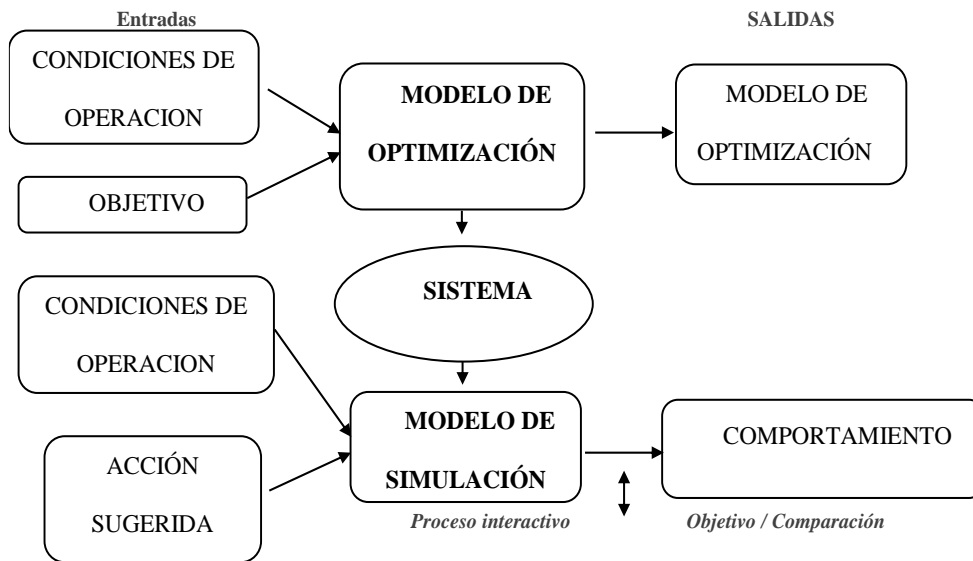 Entradas
SALIDAS
CONDICIONES DE
OPERACION
OBJETIVO
MODELO DE
OPTIMIZACIÓN
MODELO DE
OPTIMIZACIÓN
SISTEMA
CONDICIONES DE
OPERACION
ACCIÓN
SUGERIDA
MODELO DE
SIMULACIÓN
COMPORTAMIENTO
Proceso interactivo
Objetivo / Comparación